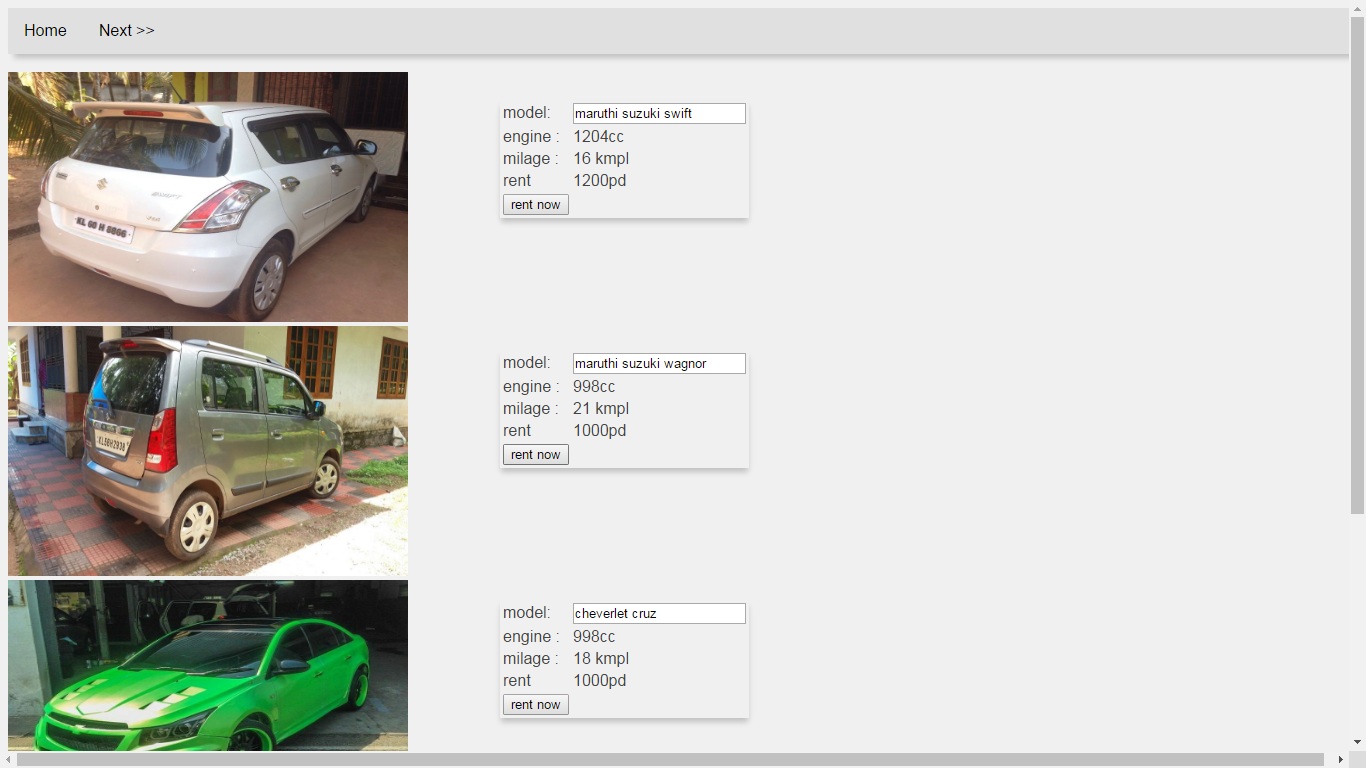 Home Next >>
SWIFT
KL
model: maruthi suzuki swift
engine : 1204cc
milage : 16 kmpl
rent 1200pd
rent now
model: maruthi suzuki wagnor
engine : 998cc
milage : 21 kmpl
rent 1000pd
rent now
model: cheverlet cruz
engine : 998cc
milage : 18 kmpl
rent 1000pd
rent now